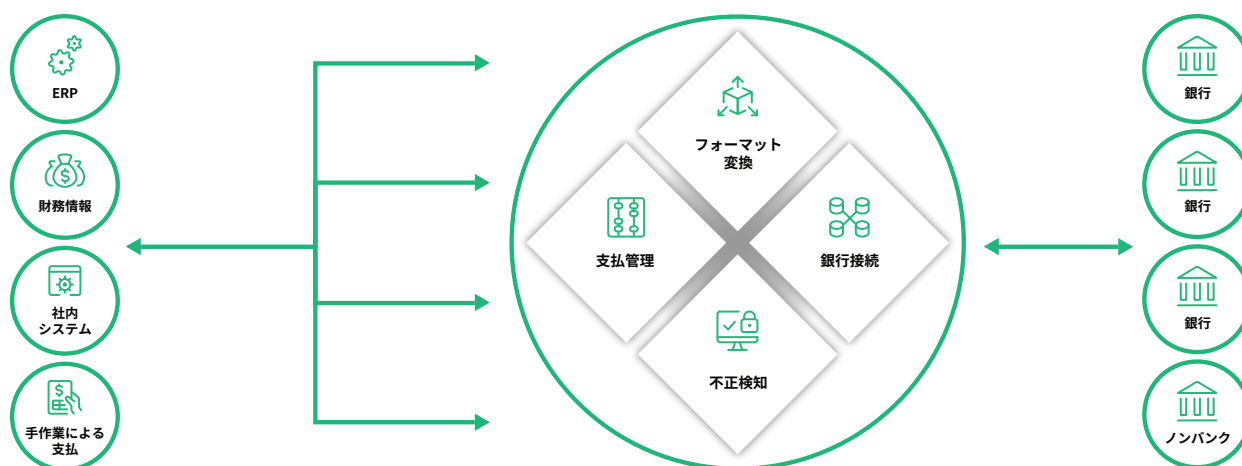 ERP
財務情報
社内
システム
手作業による
支払
フォーマット
変換
支払管理
銀行接続
不正検知
銀行
銀行
銀行
ノンバンク